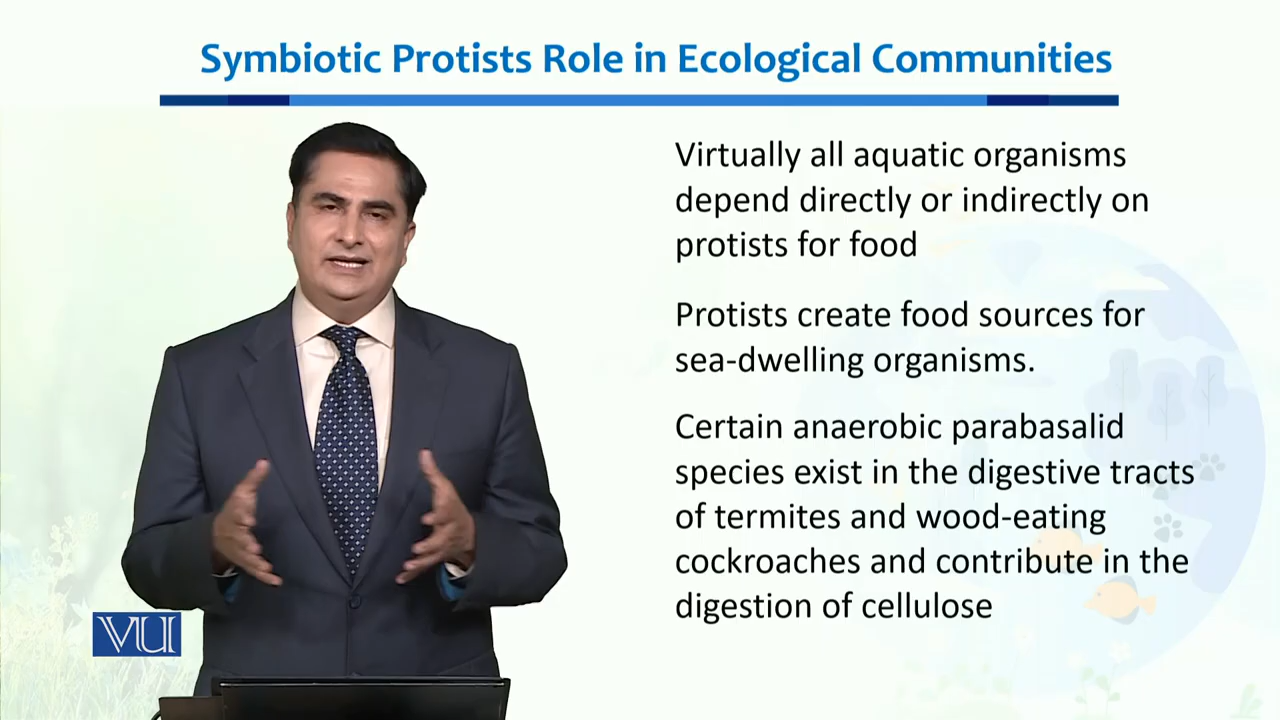 Symbiotic Protists Role in Ecological Communities
Virtually all aquatic organisms
depend directly or indirectly on
protists for food
Protists create food sources for
sea-dwelling organisms.
Certain anaerobic parabasalid
species exist in the digestive tracts
of termites and wood-eating
cockroaches and contribute in the
digestion of cellulose
VU